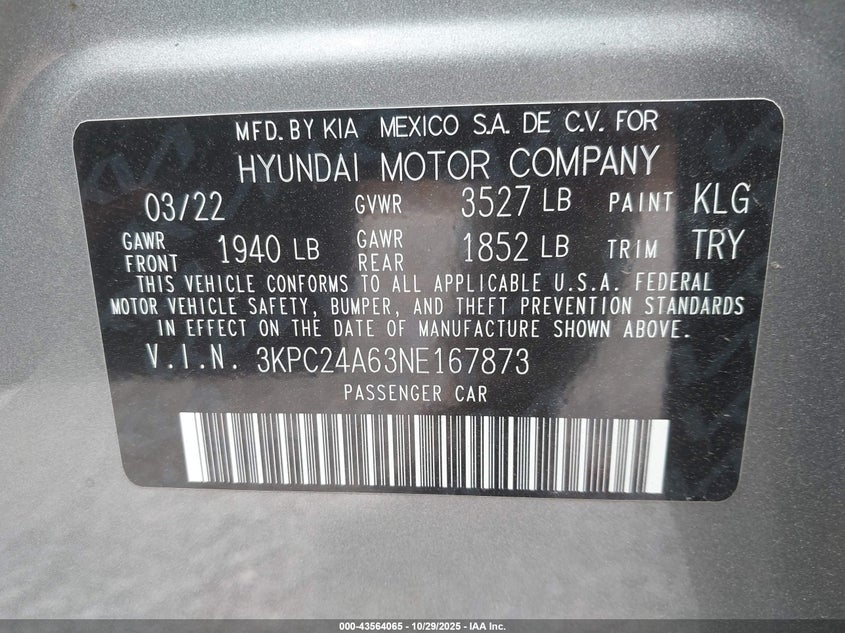 MFD. BY KIA MEXICO S.A. DE C.V. FOR
HYUNDAI MOTOR COMPANY
03/22 GVWR 3527 LB PAINT KLG
GAWR FRONT 1940 LB GAWR REAR 1852 LB TRIM TRY
THIS VEHICLE CONFORMS TO ALL APPLICABLE U.S.A. FEDERAL
MOTOR VEHICLE SAFETY, BUMPER, AND THEFT PREVENTION STANDARDS
IN EFFECT ON THE DATE OF MANUFACTURE SHOWN ABOVE.
V.I.N. 3KPC24A63NE167873
PASSENGER CAR
000-43564065 - 10/29/2025 - IAA Inc.